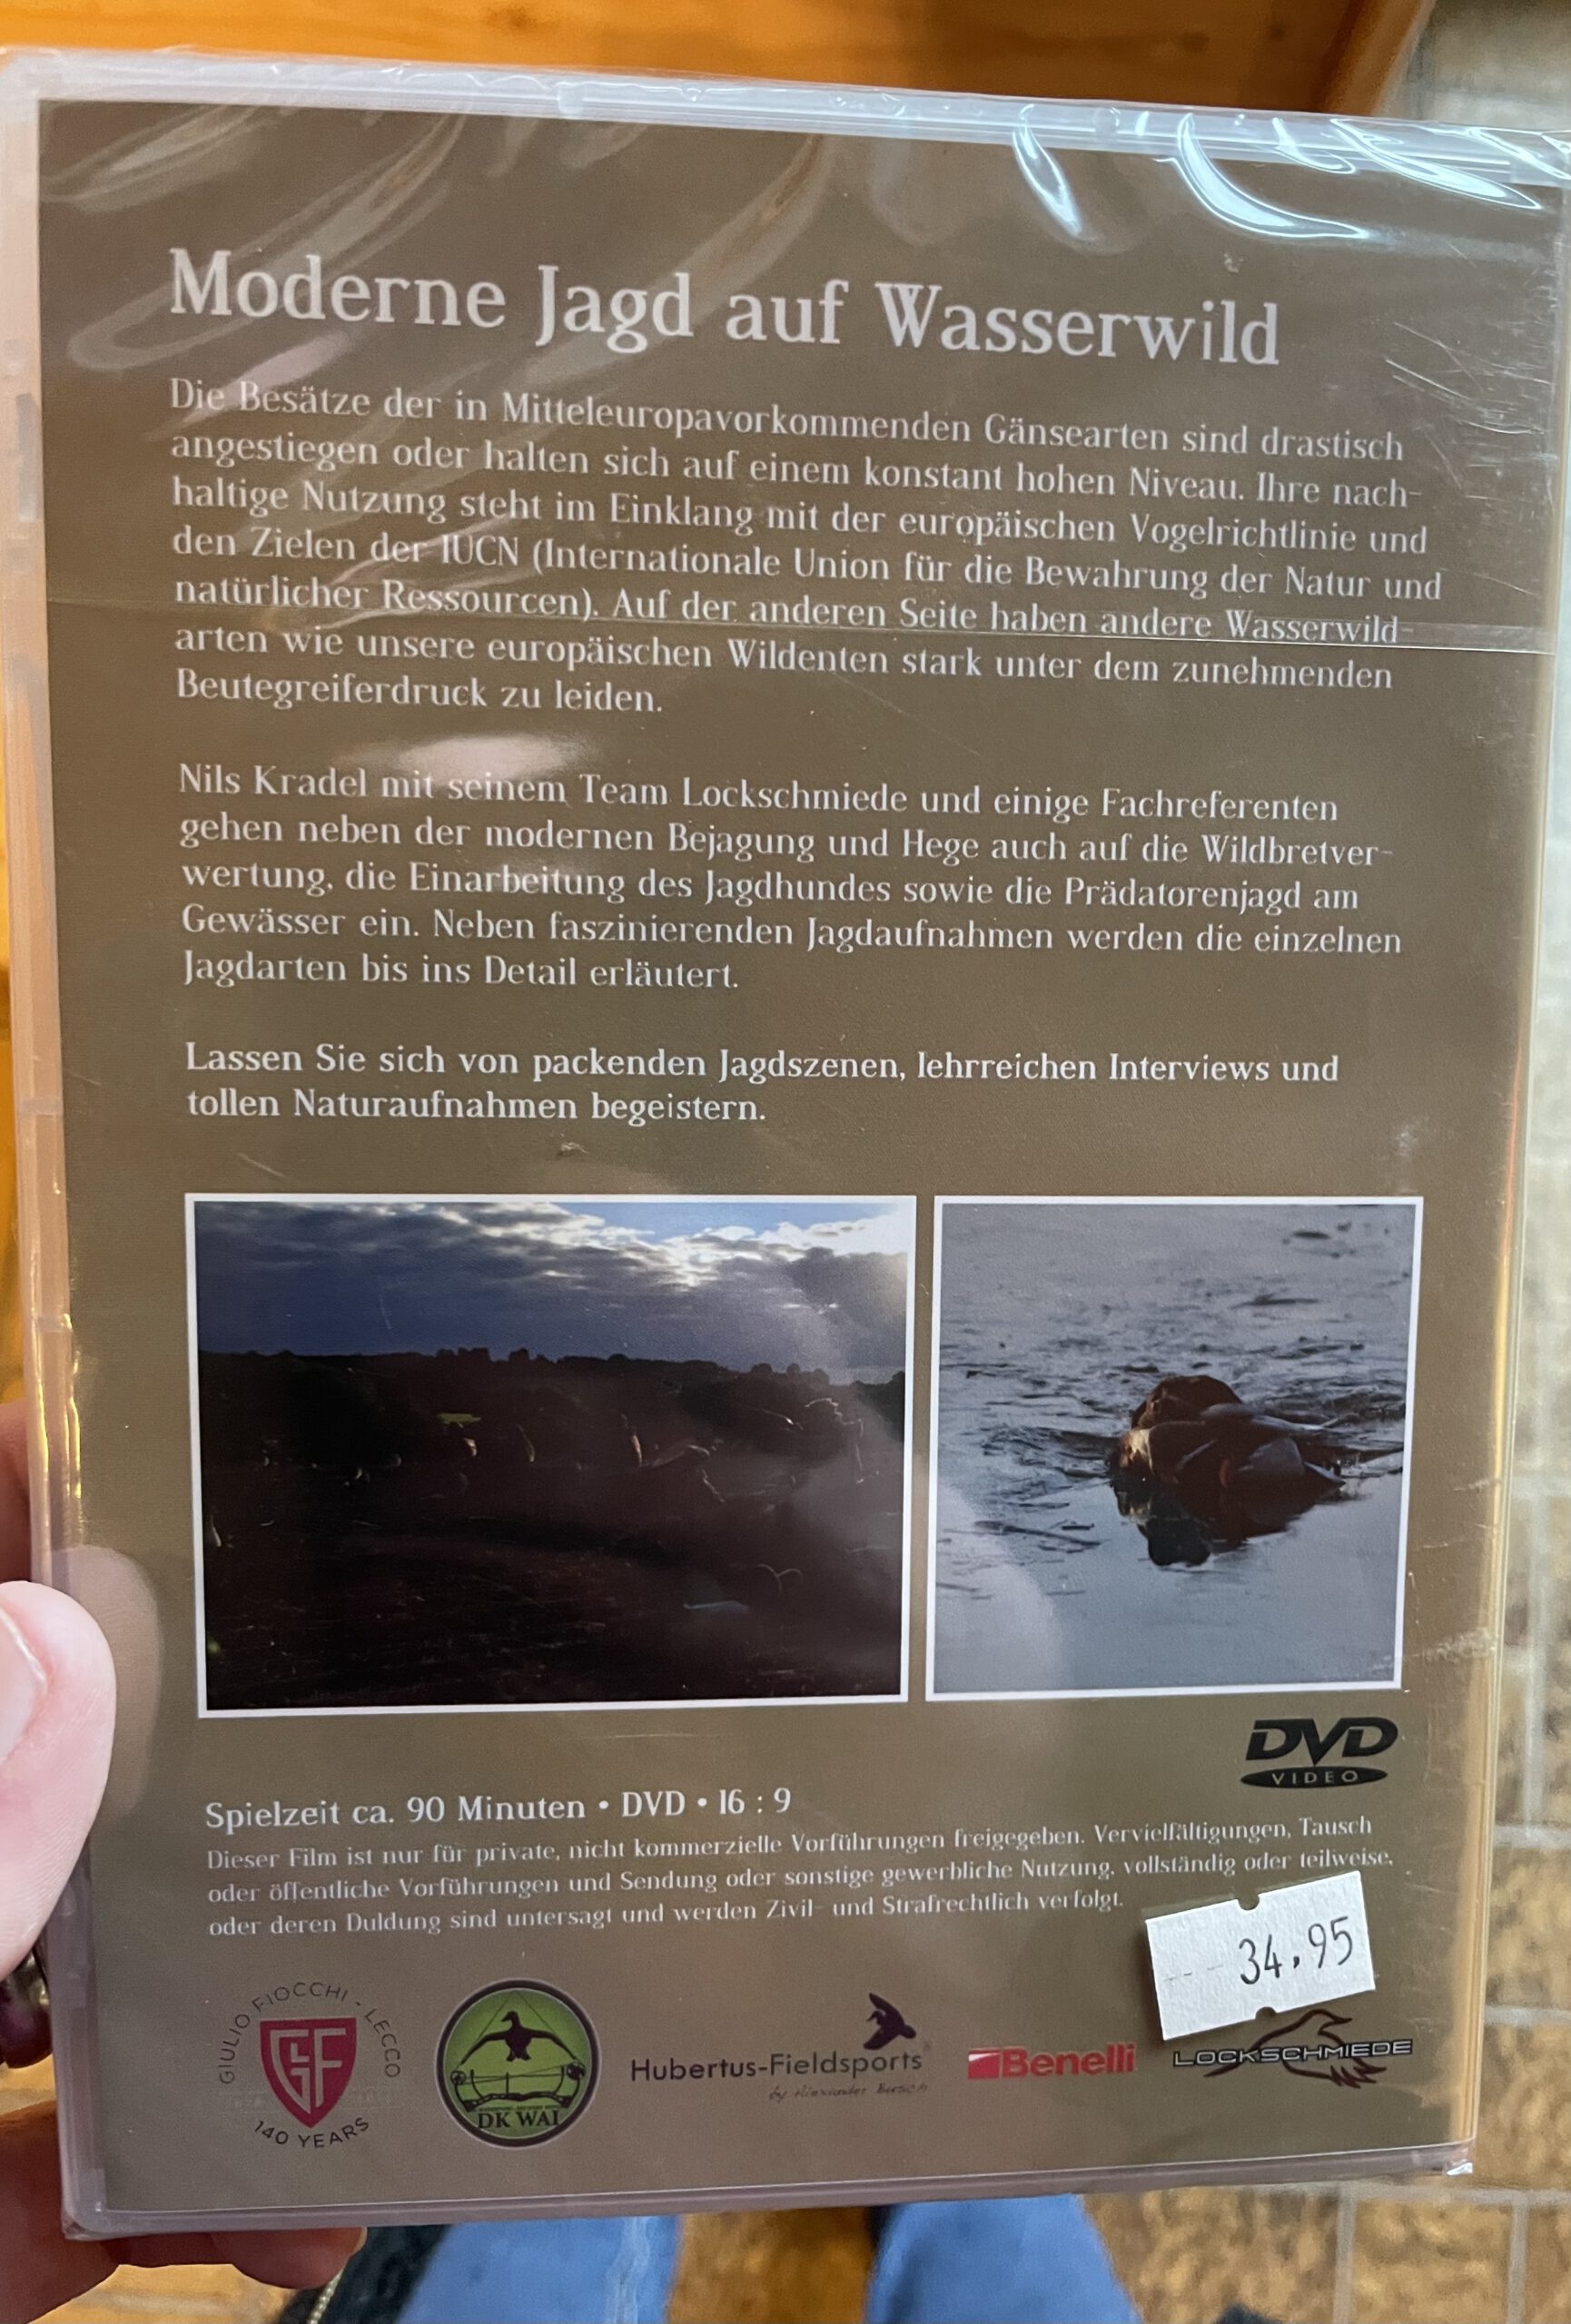 Moderne Jagd auf Wasserwild
Die Besätze der in Mitteleuropavorkommenden Gänsearten sind drastisch
angestiegen oder halten sich auf einem konstant hohen Niveau. Ihre nach-
haltige Nutzung steht im Einklang mit der europäischen Vogelrichtlinie und
den Zielen der IUCN (Internationale Union für die Bewahrung der Natur und
natürlicher Ressourcen). Auf der anderen Seite haben andere Wasserwild-
arten wie unsere europäischen Wildenten stark unter dem zunehmenden
Beutegreiferdruck zu leiden.
Nils Kradel mit seinem Team Lockschmiede und einige Fachreferenten
gehen neben der modernen Bejagung und Hege auch auf die Wildbretver-
wertung, die Einarbeitung des Jagdhundes sowie die Prädatorenjagd am
Gewässer ein. Neben faszinierenden Jagdaufnahmen werden die einzelnen
Jagdarten bis ins Detail erläutert.
Lassen Sie sich von packenden Jagdszenen, lehrreichen Interviews und
tollen Naturaufnahmen begeistern.
DVD
VIDEO
Spielzeit ca. 90 Minuten • DVD • 16 : 9
Dieser Film ist nur für private, nicht kommerzielle Vorführungen freigegeben. Vervielfältigungen, Tausch
oder öffentliche Vorführungen und Sendung oder sonstige gewerbliche Nutzung, vollständig oder teilweise,
oder deren Duldung sind untersagt und werden Zivil- und Strafrechtlich verfolgt.
34.95
GIULIO FIOCCHI - LECCO
GFL
140 YEARS
DK WAI
Hubertus-Fieldsports
by Alexander
Benelli
LOCKSCHMIEDE